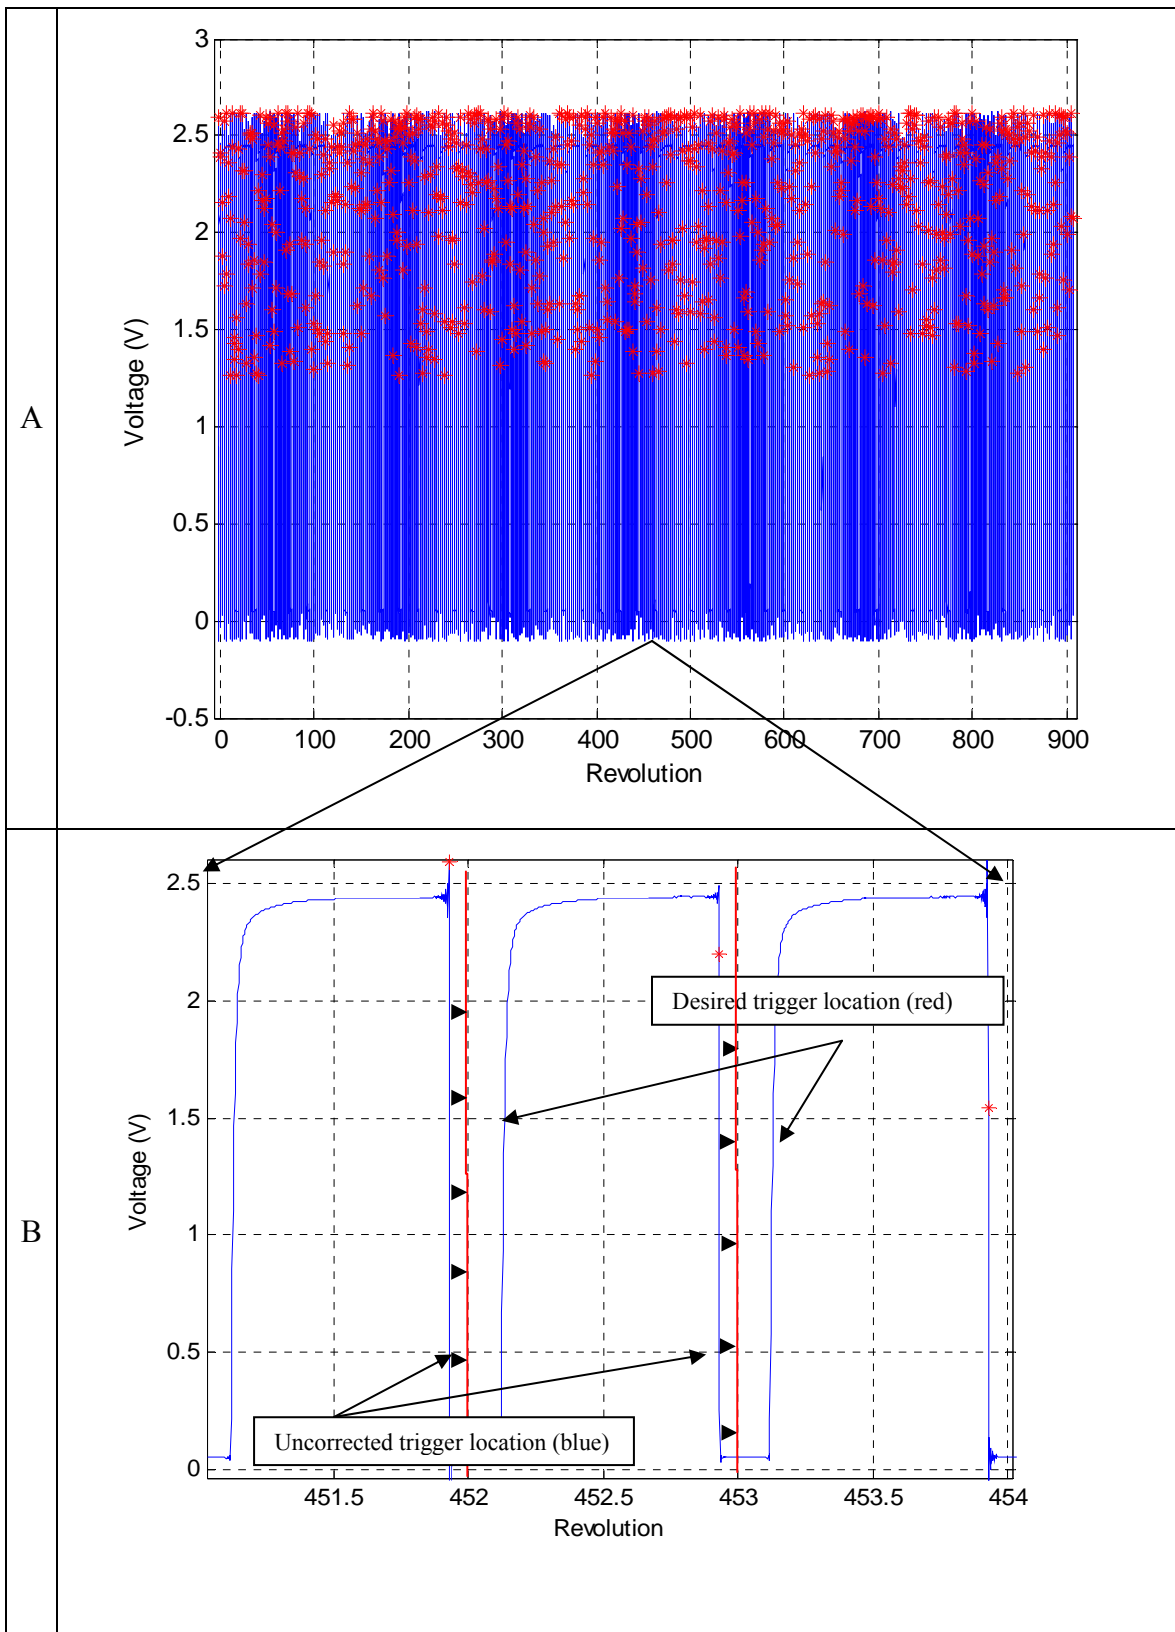 A
3
2.5
2
1.5
1
0.5
0
-0.5
Voltage (V)
0 100 200 300 400 500 600 700 800 900
Revolution
B
2.5
2
1.5
1
0.5
0
Voltage (V)
Desired trigger location (red)
Uncorrected trigger location (blue)
451.5 452 452.5 453 453.5 454
Revolution